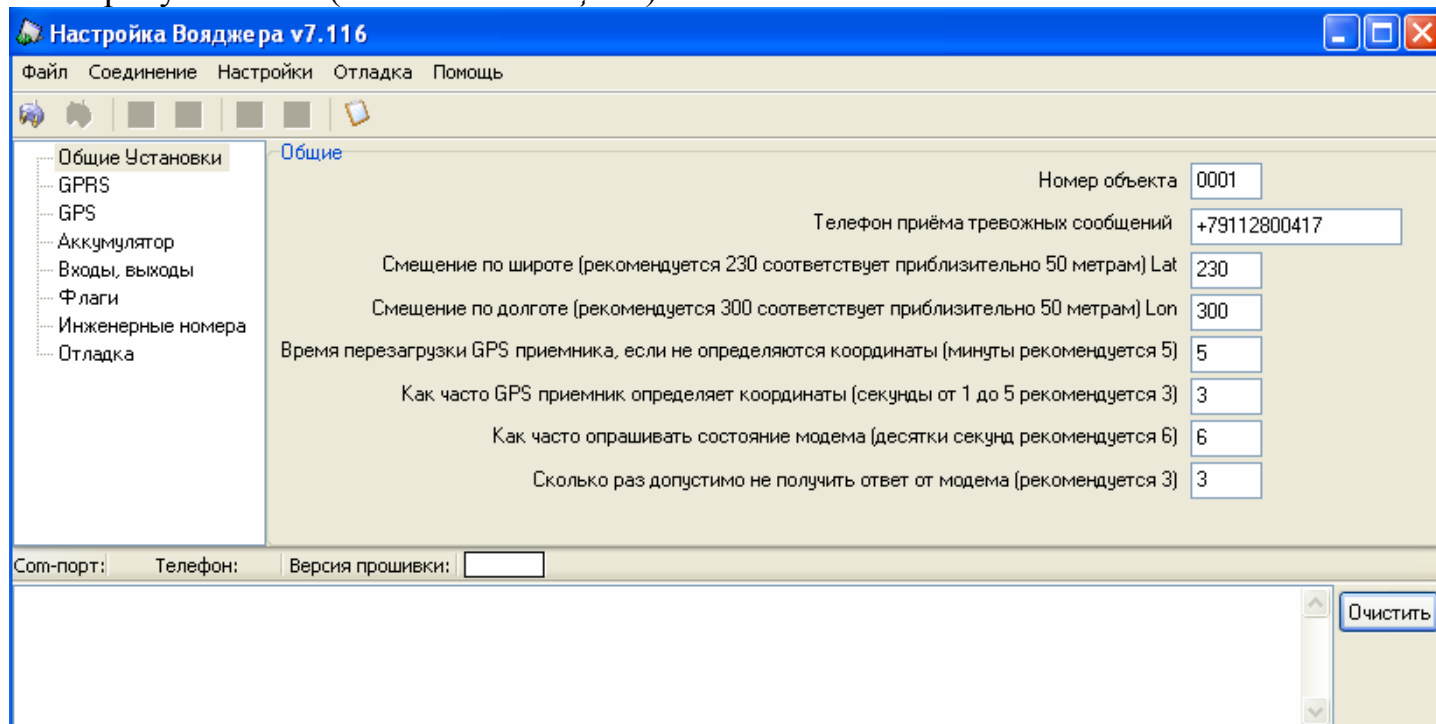 Настройка Вояджера v7.116
Файл Соединение Настройки Отладка Помощь
Общие Установки
GPRS
GPS
Аккумулятор
Входы, выходы
Флаги
Инженерные номера
Отладка
Общие
Номер объекта 0001
Телефон приёма тревожных сообщений +79112800417
Смещение по широте (рекомендуется 230 соответствует приблизительно 50 метрам) Lat 230
Смещение по долготе (рекомендуется 300 соответствует приблизительно 50 метрам) Lon 300
Время перезагрузки GPS приемника, если не определяются координаты (минуты рекомендуется 5) 5
Как часто GPS приемник определяет координаты (секунды от 1 до 5 рекомендуется 3) 3
Как часто опрашивать состояние модема (десятки секунд рекомендуется 6) 6
Сколько раз допустимо не получить ответ от модема (рекомендуется 3) 3
Com-порт: Телефон: Версия прошивки:
Очистить